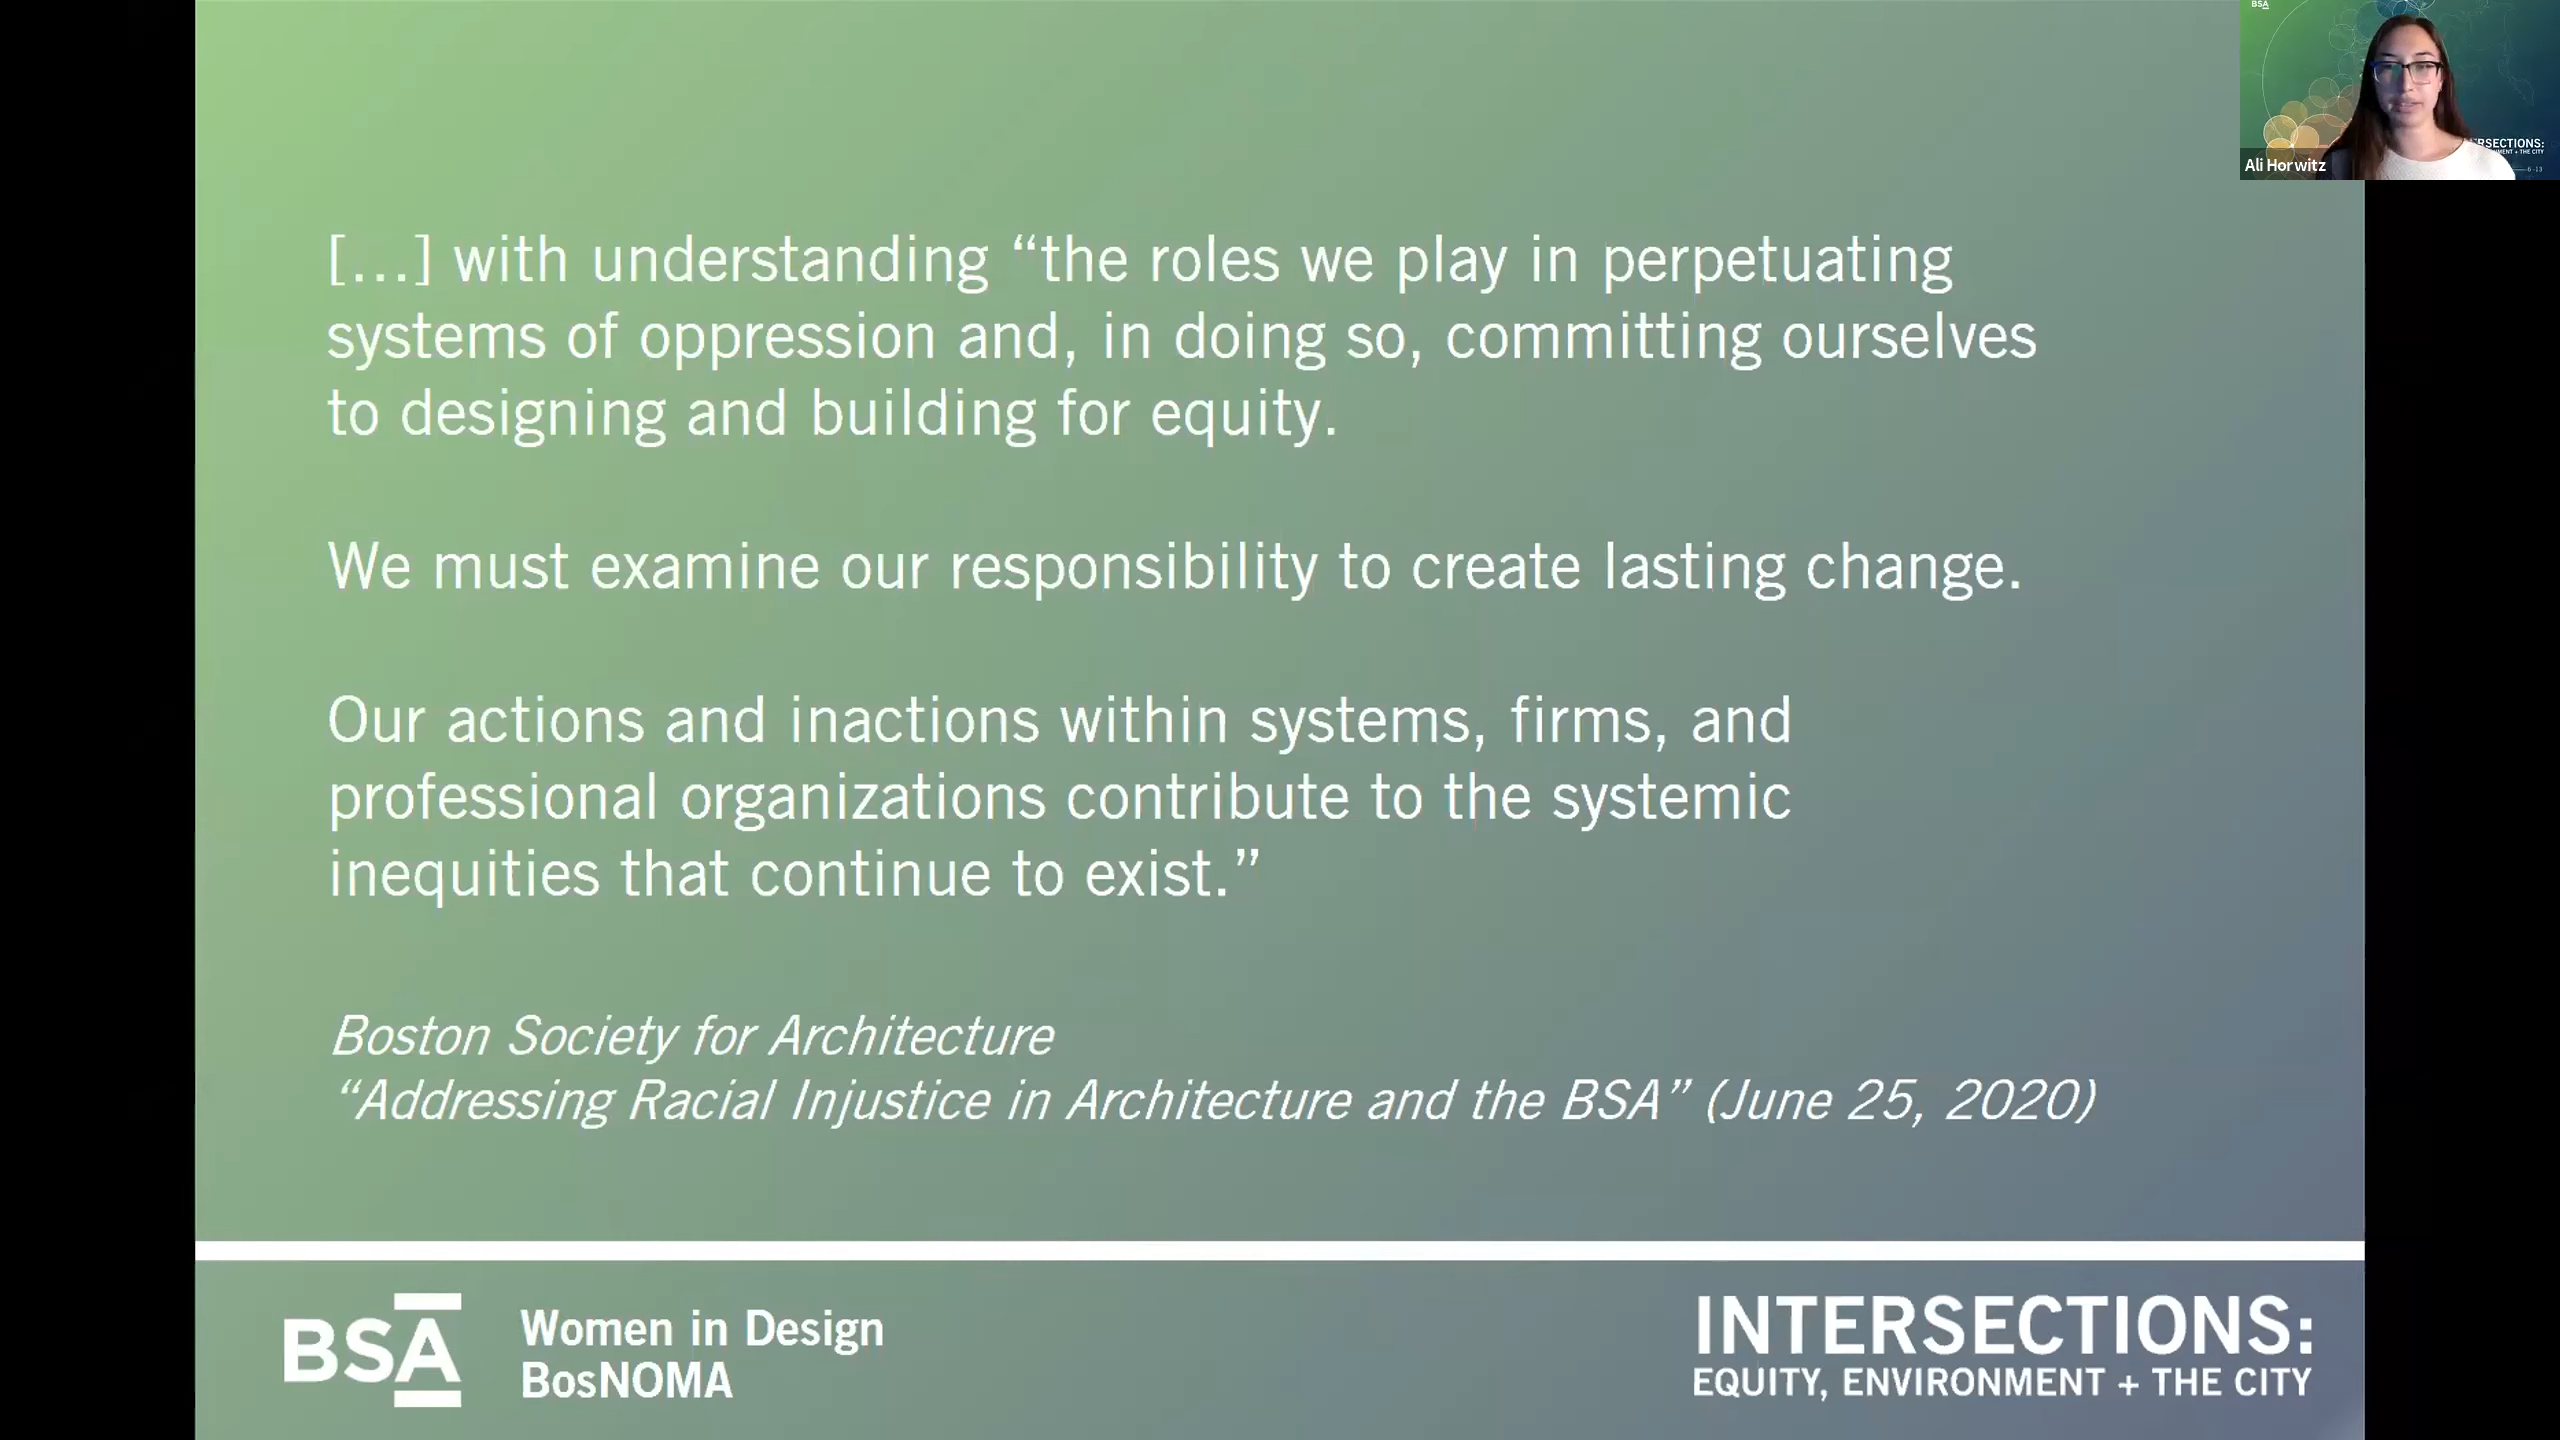 [...] with understanding “the roles we play in perpetuating
systems of oppression and, in doing so, committing ourselves
to designing and building for equity.
We must examine our responsibility to create lasting change.
Our actions and inactions within systems, firms, and
professional organizations contribute to the systemic
inequities that continue to exist.”
Boston Society for Architecture
“Addressing Racial Injustice in Architecture and the BSA” (June 25, 2020)
BSA
Women in Design
BosNOMA
INTERSECTIONS:
EQUITY, ENVIRONMENT + THE CITY
BSA
RSECTIONS:
MENT + THE CITY
Ali Horwitz